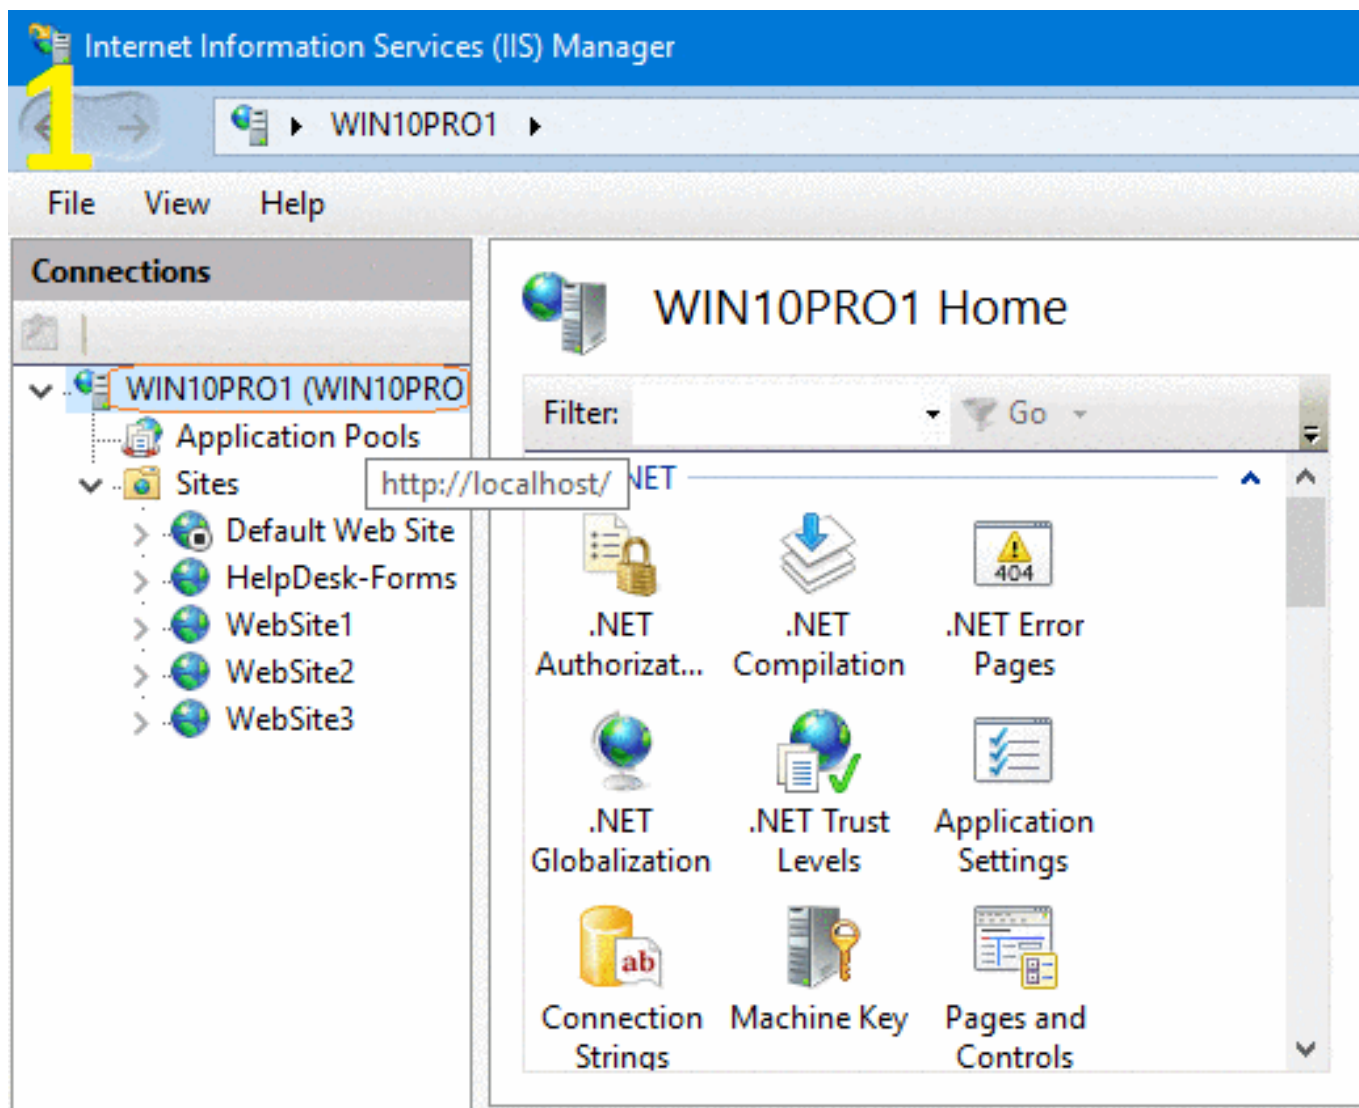 Internet Information Services (IIS) Manager
1
WIN10PRO1
File View Help
Connections
WIN10PRO1 Home
WIN10PRO1 (WIN10PRO
Filter:
Go
Application Pools
Sites
http://localhost/
NET
Default Web Site
HelpDesk-Forms
WebSite1
WebSite2
WebSite3
404
.NET
Authorizat...
.NET
Compilation
.NET Error
Pages
.NET
Globalization
.NET Trust
Levels
Application
Settings
ab
Connection
Strings
Machine Key
Pages and
Controls